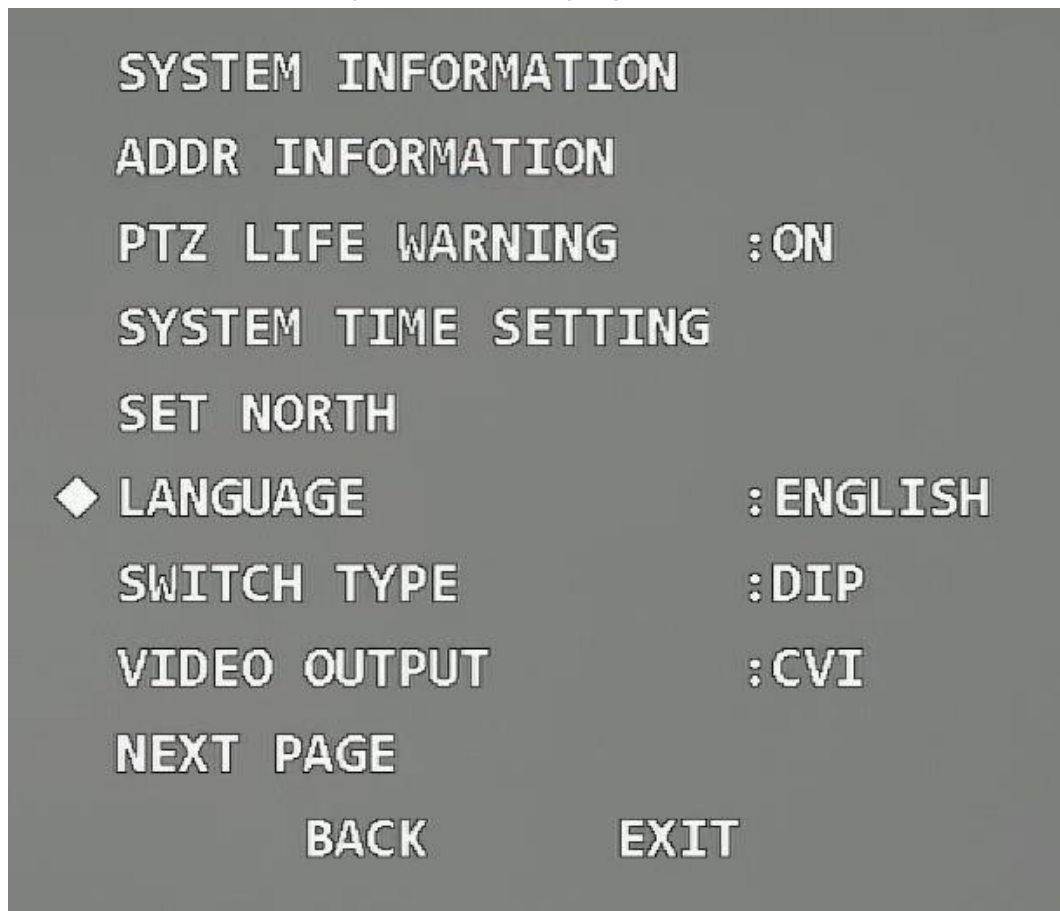 SYSTEM INFORMATION
ADDR INFORMATION
PTZ LIFE WARNING :ON
SYSTEM TIME SETTING
SET NORTH
LANGUAGE :ENGLISH
SWITCH TYPE :DIP
VIDEO OUTPUT :CVI
NEXT PAGE
BACK EXIT